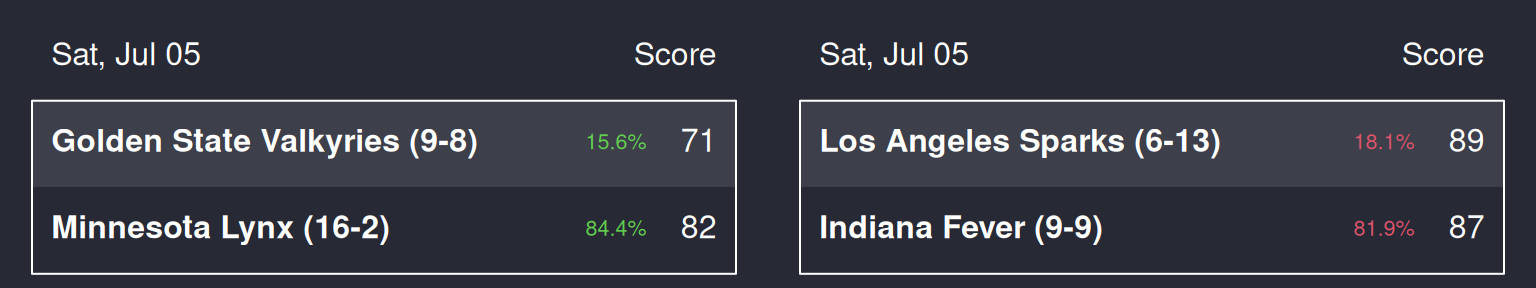 Sat, Jul 05 Score
Golden State Valkyries (9-8) 15.6% 71
Minnesota Lynx (16-2) 84.4% 82
Sat, Jul 05 Score
Los Angeles Sparks (6-13) 18.1% 89
Indiana Fever (9-9) 81.9% 87